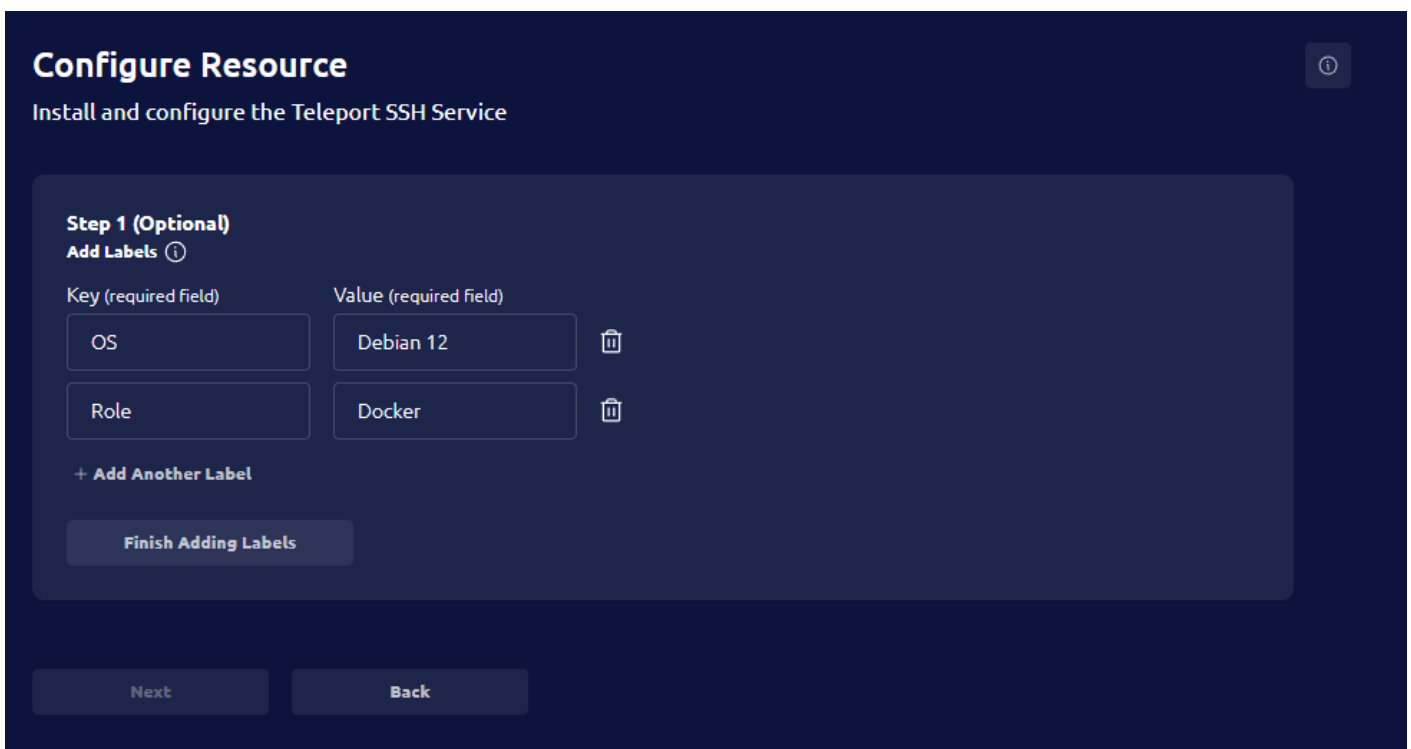 Configure Resource
Install and configure the Teleport SSH Service
Step 1 (Optional)
Add Labels
Key (required field) Value (required field)
OS Debian 12
Role Docker
+ Add Another Label
Finish Adding Labels
Next Back